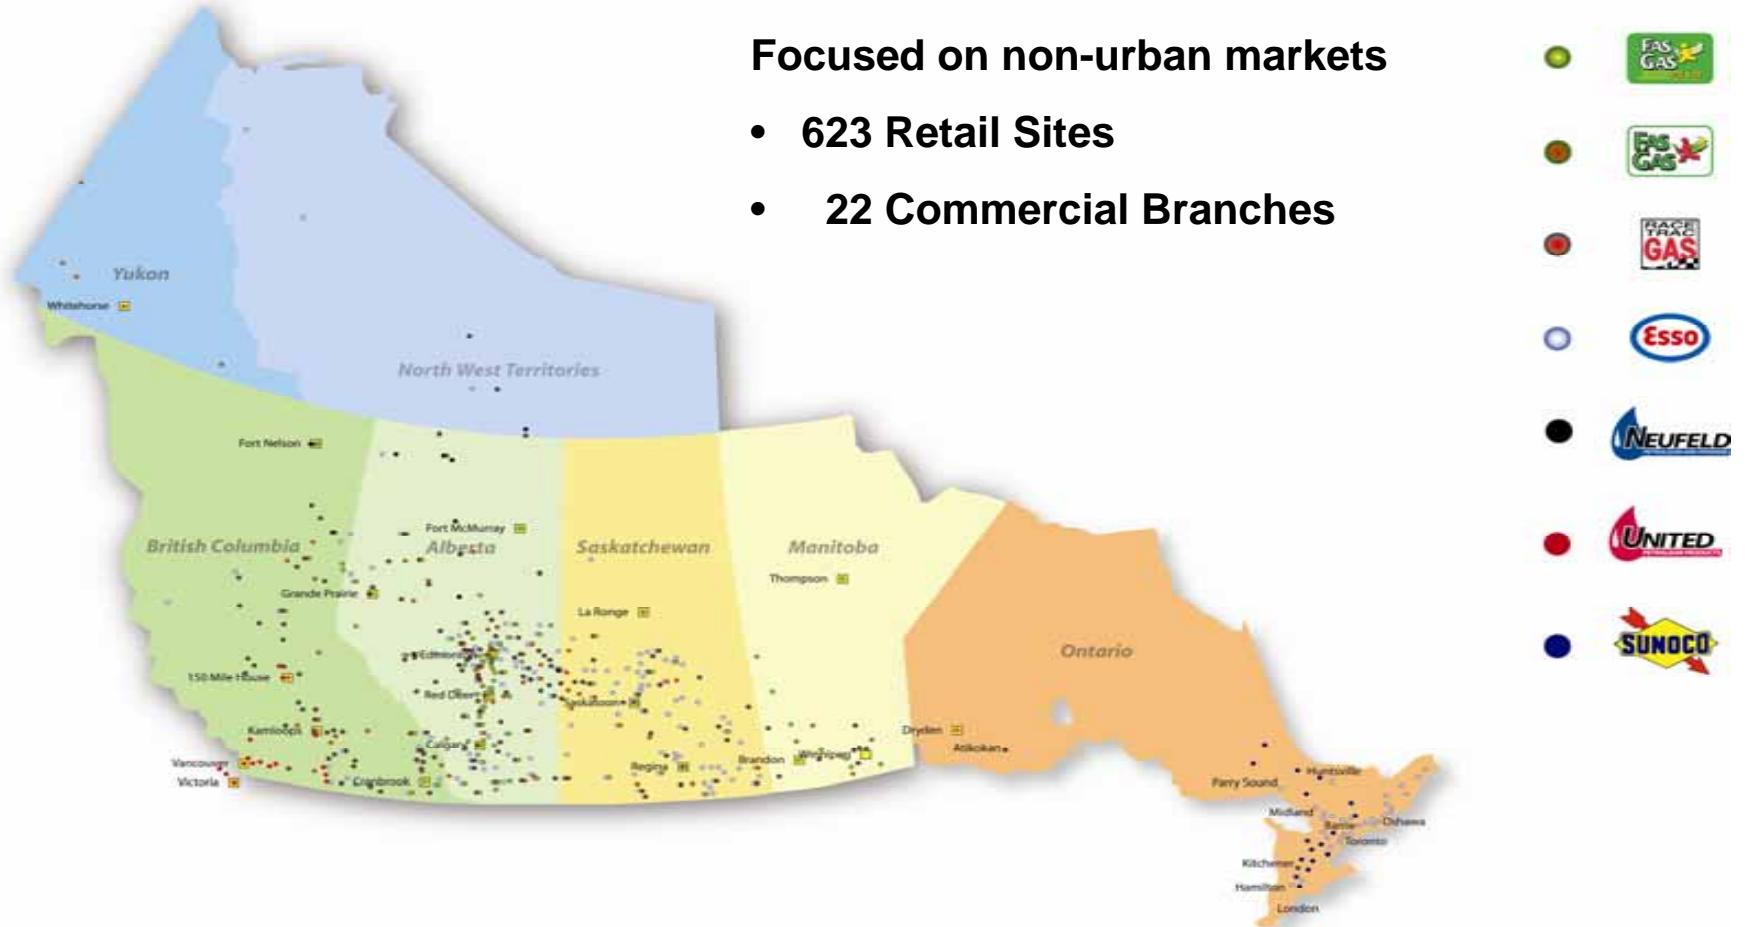 Focused on non-urban markets
• 623 Retail Sites
• 22 Commercial Branches
FAS GAS
FAS GAS
RACE TRAC GAS
Esso
NEUFELD
UNITED
SUNOCO
Yukon
Whitehorse
North West Territories
Fort Nelson
Fort McMurray
British Columbia
Alberta
Saskatchewan
Manitoba
Thompson
Grande Prairie
La Ronge
Edmonton
Ontario
150 Mile House
Red Deer
Saskatoon
Kamloops
Calgary
Dryden
Atikokan
Vancouver
Regina
Brandon
Winnipeg
Victoria
Cranbrook
Huntsville
Parry Sound
Midland
Barrie
Oshawa
Toronto
Kitchener
Hamilton
London